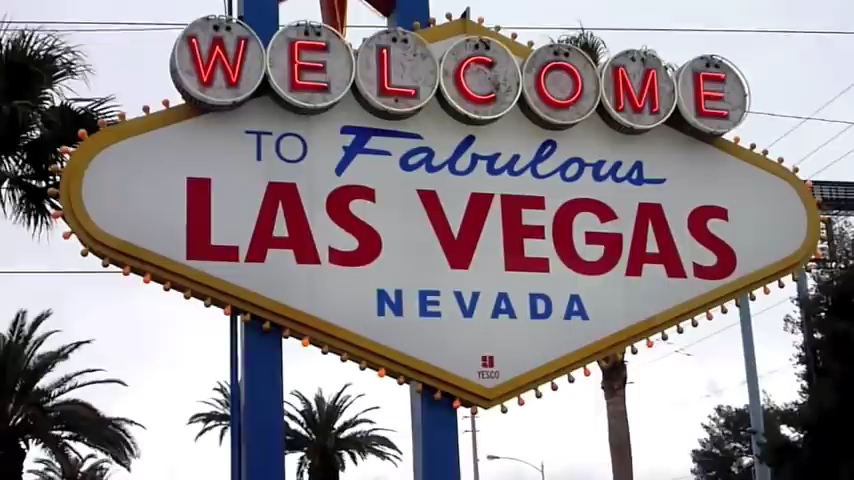 WELCOME
TO Fabulous
LAS VEGAS
NEVADA
YESCO